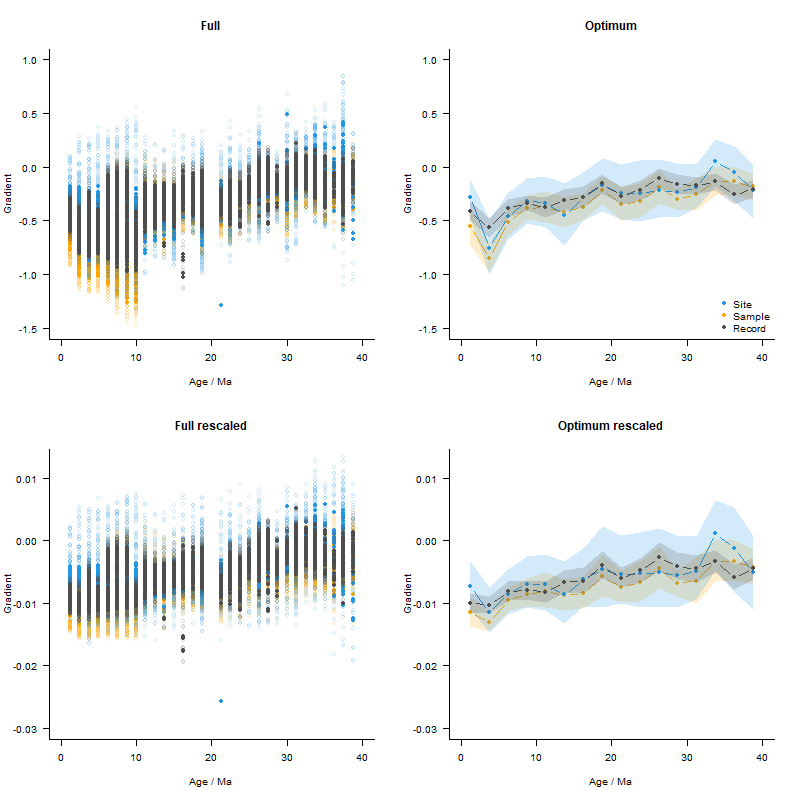 Full
Optimum
1.0
0.5
0.0
-0.5
-1.0
-1.5
Gradient
0
10
20
30
40
Age / Ma
1.0
0.5
0.0
-0.5
-1.0
-1.5
Gradient
0
10
20
30
40
Age / Ma
Site
Sample
Record
Full rescaled
Optimum rescaled
0.01
0.00
-0.01
-0.02
-0.03
Gradient
0
10
20
30
40
Age / Ma
0.01
0.00
-0.01
-0.02
-0.03
Gradient
0
10
20
30
40
Age / Ma